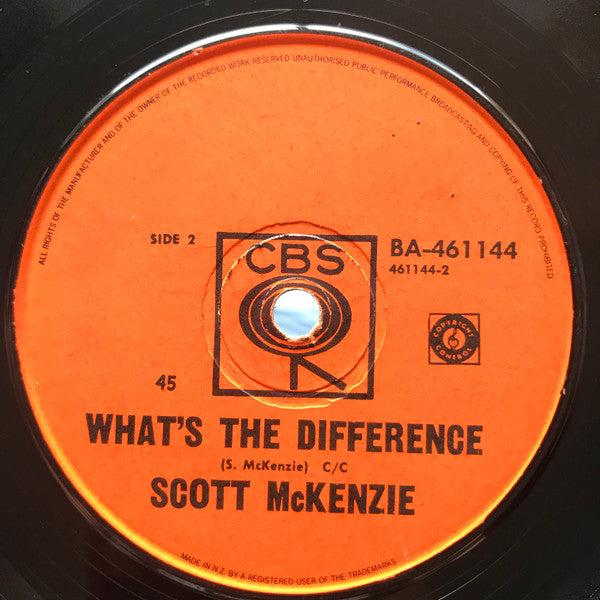 ALL RIGHTS OF THE MANUFACTURER AND OF THE OWNER OF THE RECORDED WORK RESERVED UNAUTHORISED PUBLIC PERFORMANCE BROADCASTING AND COPYING OF THIS RECORD PROHIBITED
SIDE 2
CBS
BA-461144
461144-2
COPYRIGHT CONTROL
45
WHAT'S THE DIFFERENCE
(S. McKenzie) C/C
SCOTT McKENZIE
MADE IN N.Z. BY A REGISTERED USER OF THE TRADEMARKS